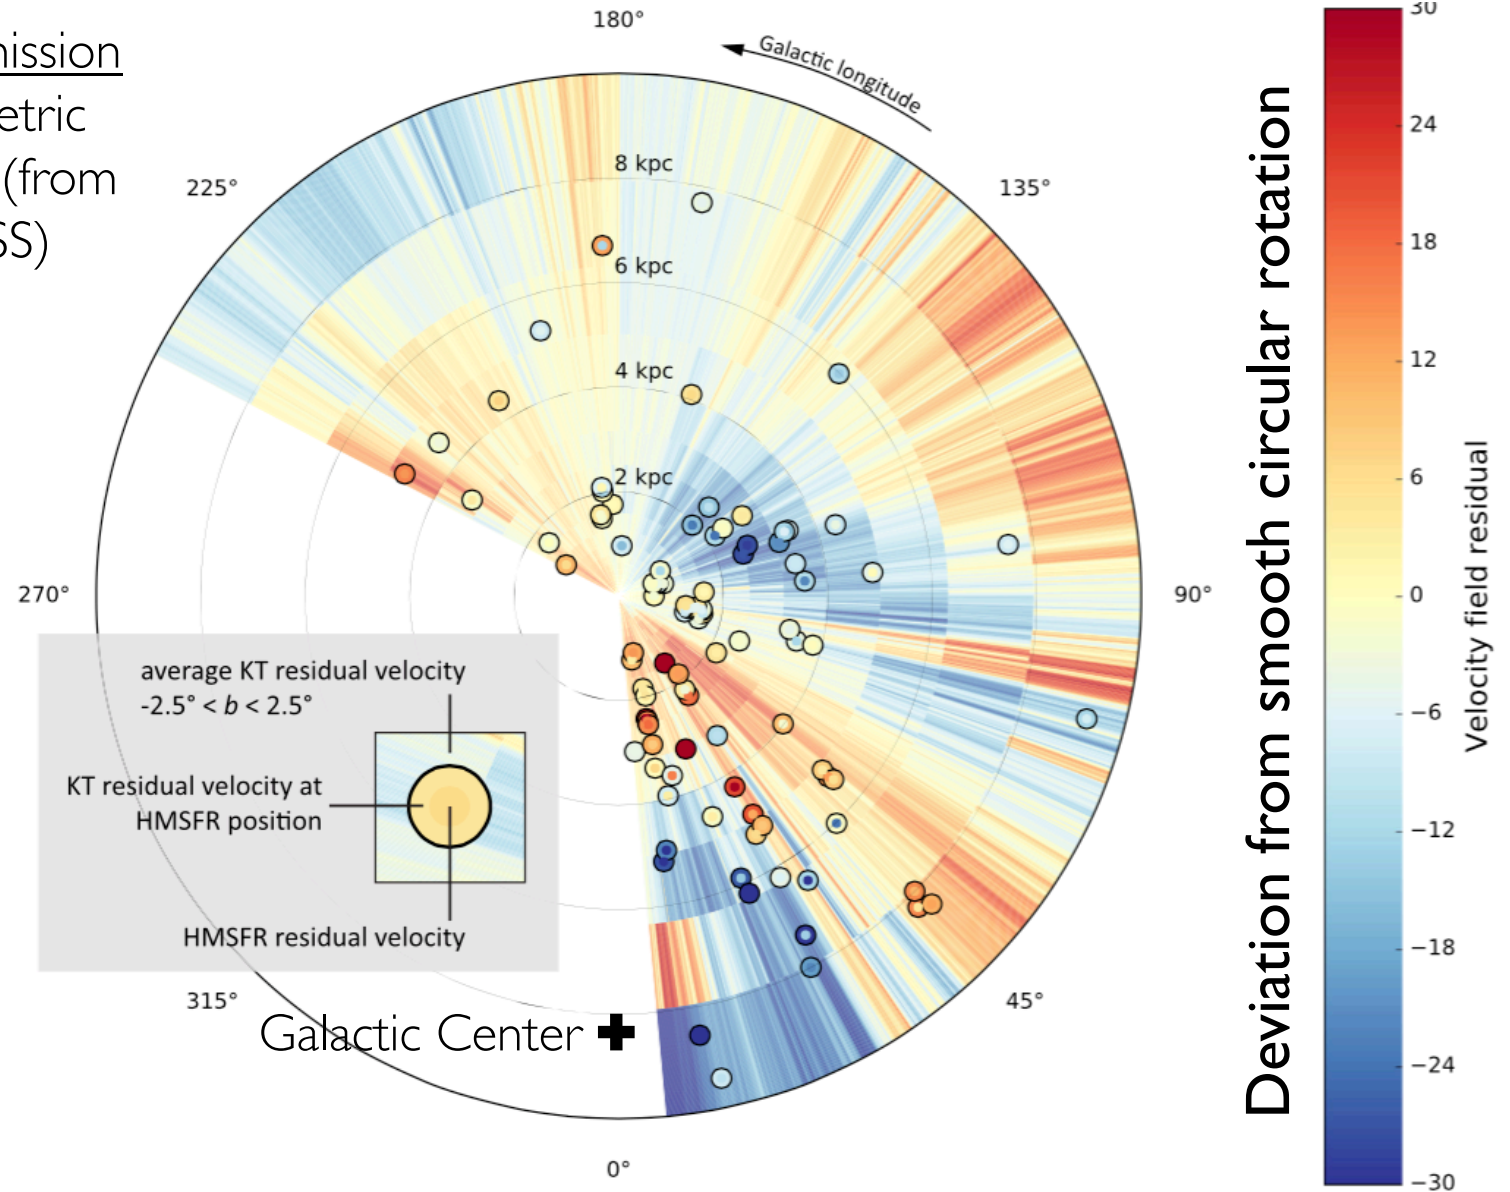 ission
etric
(from
SS)
180°
Galactic longitude
225°
135°
8 kpc
6 kpc
4 kpc
2 kpc
270°
90°
average KT residual velocity
-2.5° < b < 2.5°
KT residual velocity at
HMSFR position
HMSFR residual velocity
315°
45°
Galactic Center
0°
Deviation from smooth circular rotation
30
24
18
12
6
0
−6
−12
−18
−24
−30
Velocity field residual